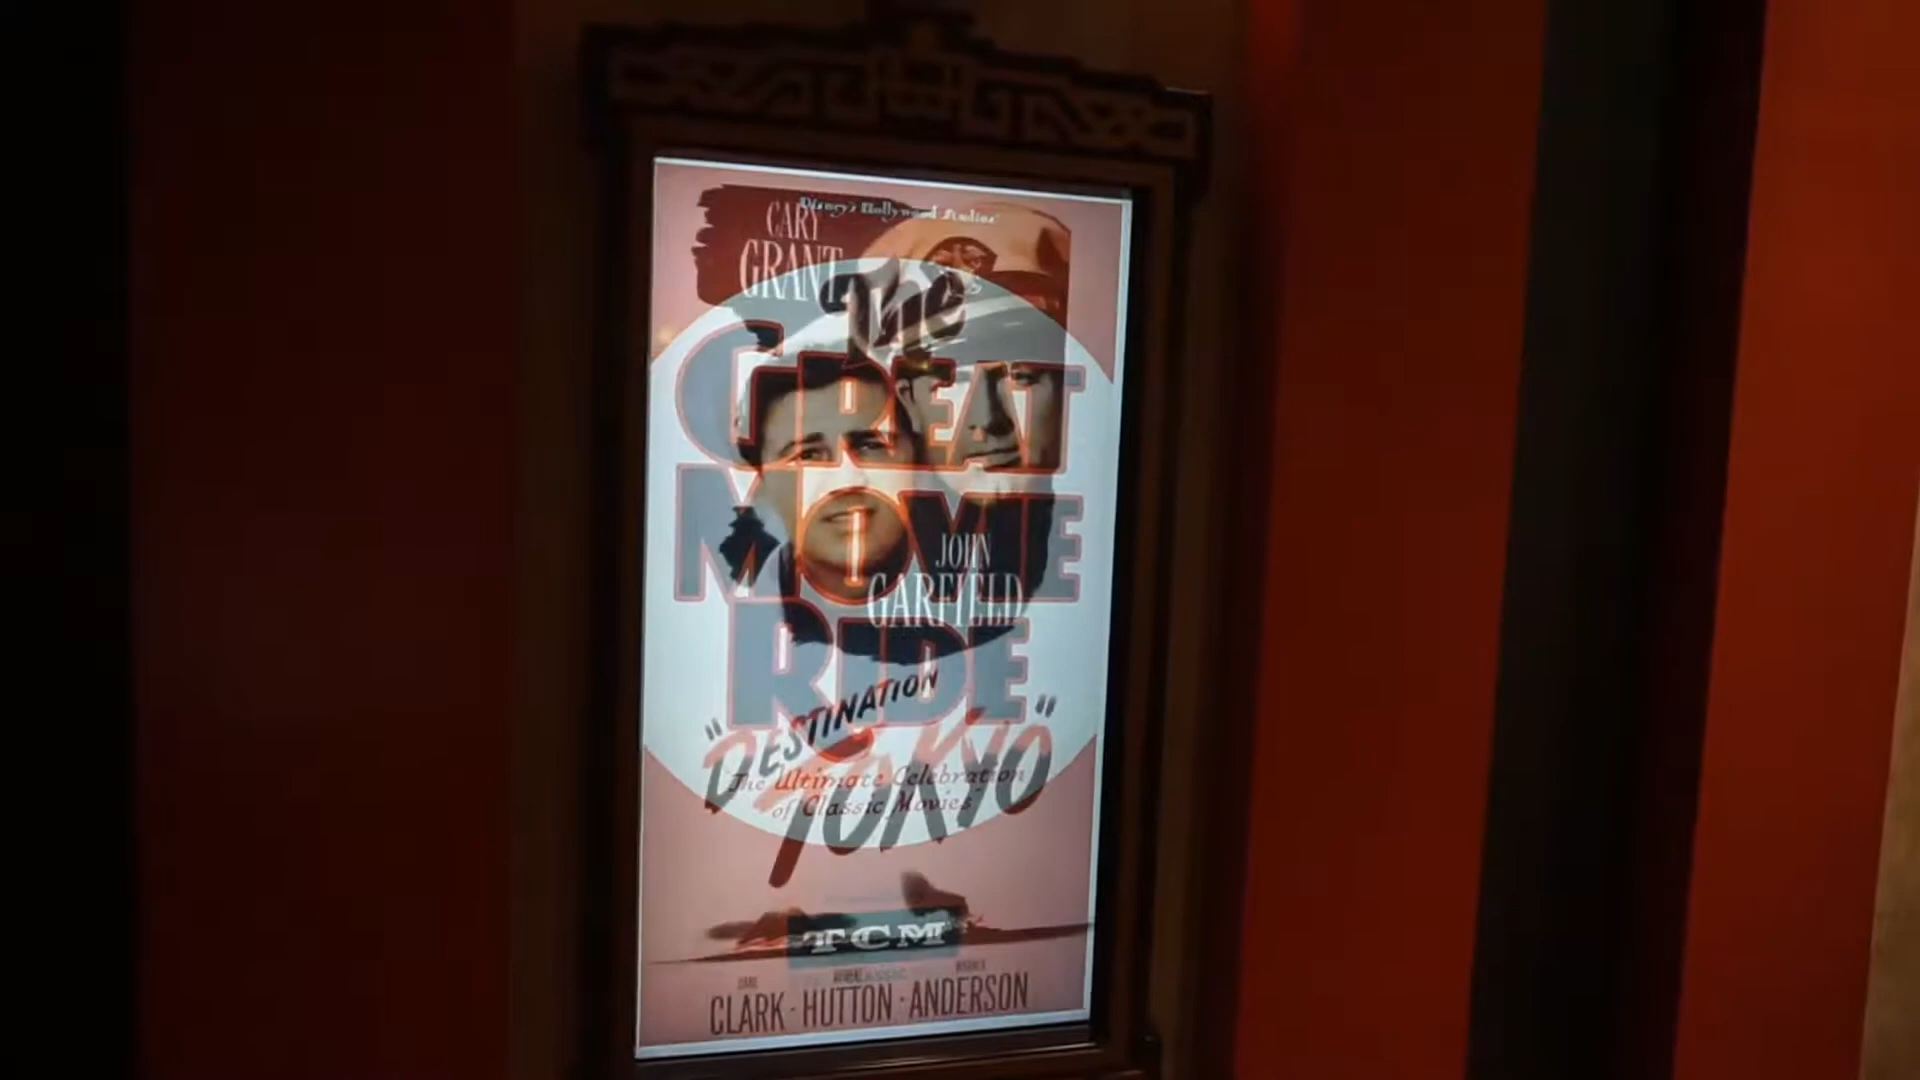 Disney's Hollywood Studios
CARY
GRANT
The
GREAT
MOVIE
JOHN
GARFIELD
RIDE
"DESTINATION
TOKYO"
The Ultimate Celebration
of Classic Movies
TCM
CLARK · HUTTON · ANDERSON